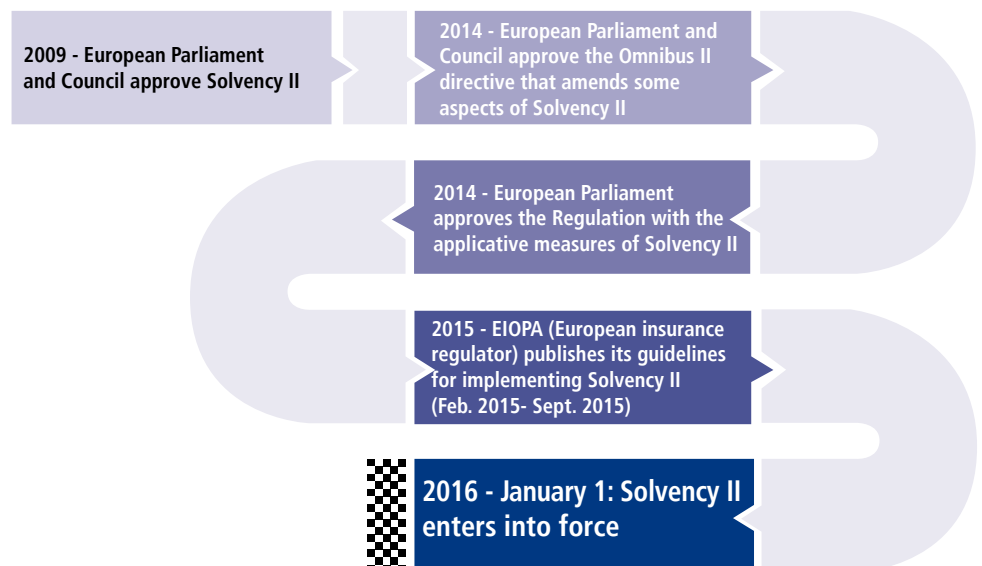 2009 - European Parliament
and Council approve Solvency II
2014 - European Parliament and
Council approve the Omnibus II
directive that amends some
aspects of Solvency II
2014 - European Parliament
approves the Regulation with the
applicative measures of Solvency II
2015 - EIOPA (European insurance
regulator) publishes its guidelines
for implementing Solvency II
(Feb. 2015- Sept. 2015)
2016 - January 1: Solvency II
enters into force